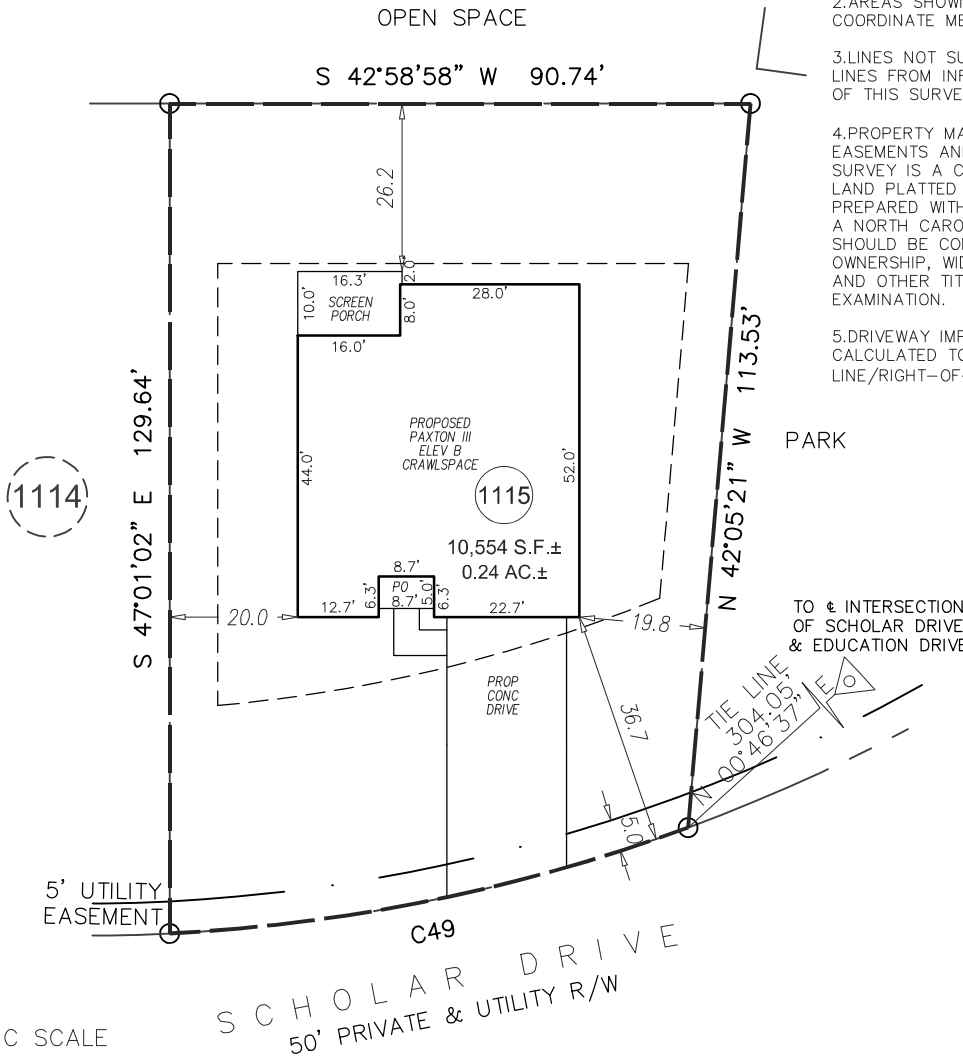 OPEN SPACE
S 42°58'58" W 90.74'
2.AREAS SHOW
COORDINATE ME
3.LINES NOT SU
LINES FROM INF
OF THIS SURVE
4.PROPERTY MA
EASEMENTS AN
SURVEY IS A C
LAND PLATTED
PREPARED WITH
A NORTH CARO
SHOULD BE CO
OWNERSHIP, WI
AND OTHER TIT
EXAMINATION.
5.DRIVEWAY IMP
CALCULATED TO
LINE/RIGHT-OF-
26.2
16.3'
2.0'
10.0'
SCREEN
PORCH
8.0'
28.0'
16.0'
S 47°01'02" E 129.64'
N 42°05'21" W 113.53'
PARK
PROPOSED
PAXTON III
ELEV B
CRAWLSPACE
44.0'
52.0'
1114
1115
10,554 S.F.±
0.24 AC.±
8.7'
PO
8.7'
6.3'
5.0'
6.3'
12.7'
22.7'
20.0
19.8
TO ℄ INTERSECTION
OF SCHOLAR DRIVE
& EDUCATION DRIVE
PROP
CONC
DRIVE
36.7
TIE LINE
304.05'
N 00°46'37" E
5.0
5' UTILITY
EASEMENT
C49
SCHOLAR DRIVE
50' PRIVATE & UTILITY R/W
C SCALE